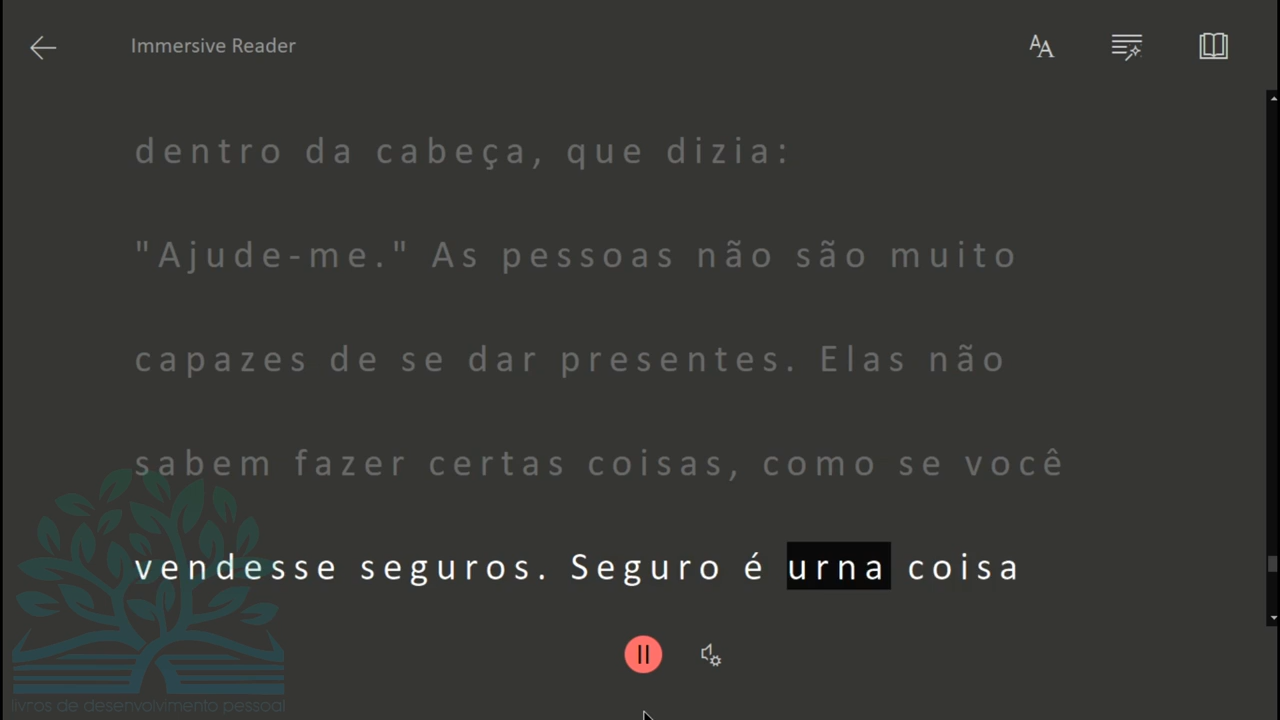 Immersive Reader
dentro da cabeça, que dizia:
"Ajude-me." As pessoas não são muito
capazes de se dar presentes. Elas não
sabem fazer certas coisas, como se você
vendesse seguros. Seguro é urna coisa
livros de desenvolvimento pessoal